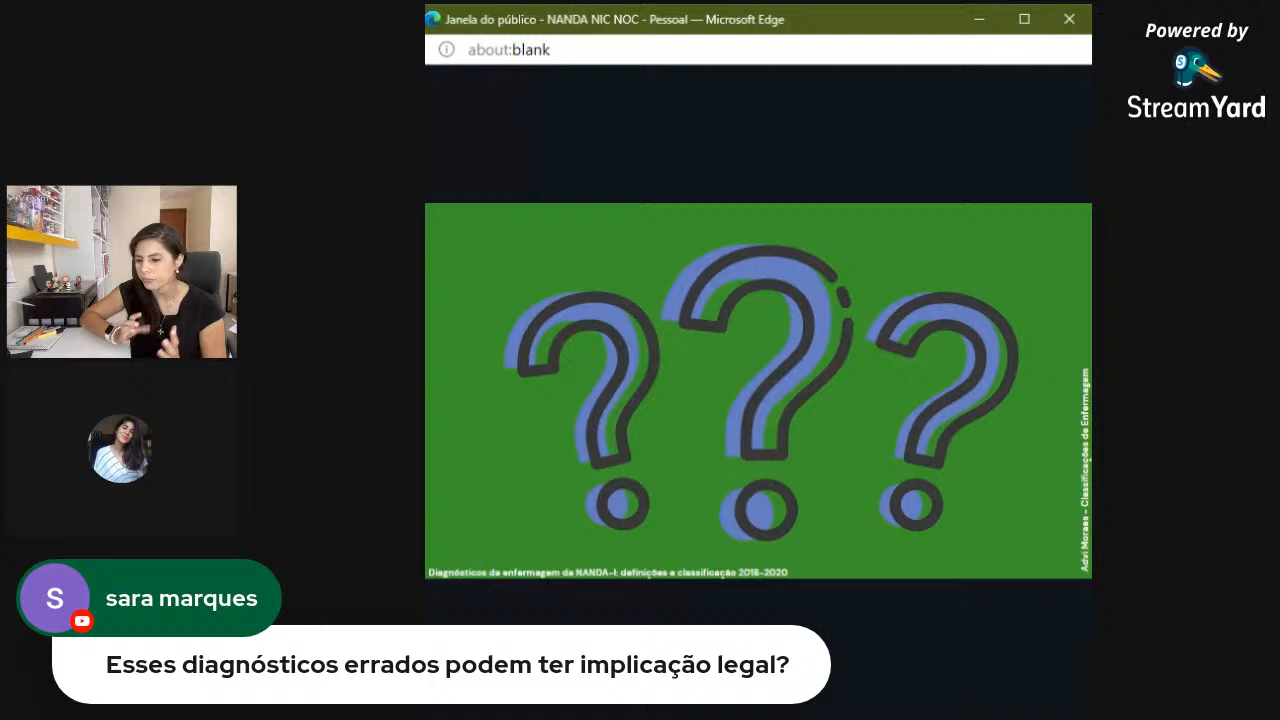 Janela do público - NANDA NIC NOC - Pessoal — Microsoft Edge
about:blank
Powered by
StreamYard
Advi Moraes - Classificações de Enfermagem
Diagnósticos de enfermagem da NANDA-I: definições e classificação 2018-2020
S
sara marques
Esses diagnósticos errados podem ter implicação legal?